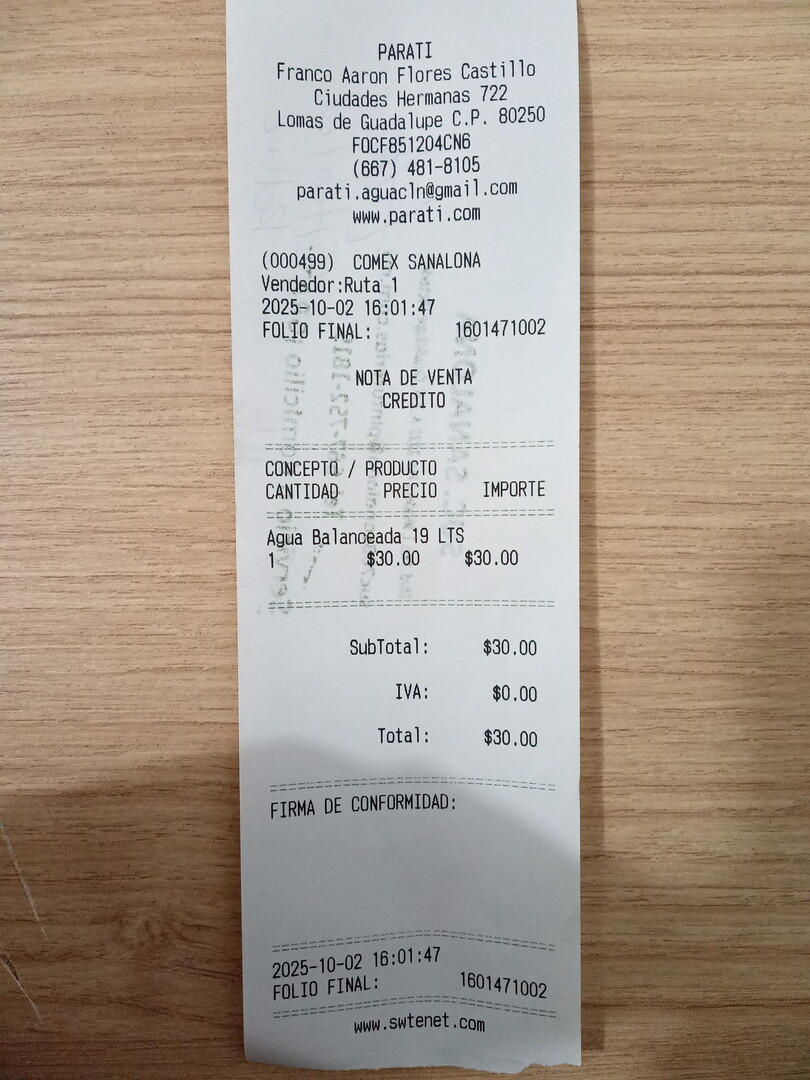 PARATI
Franco Aaron Flores Castillo
Ciudades Hermanas 722
Lomas de Guadalupe C.P. 80250
FOCF851204CN6
(667) 481-8105
parati.aguacln@gmail.com
www.parati.com
(000499) COMEX SANALONA
Vendedor:Ruta 1
2025-10-02 16:01:47
FOLIO FINAL: 1601471002
NOTA DE VENTA
CREDITO
CONCEPTO / PRODUCTO
CANTIDAD PRECIO IMPORTE
Agua Balanceada 19 LTS
1 $30.00 $30.00
SubTotal: $30.00
IVA: $0.00
Total: $30.00
FIRMA DE CONFORMIDAD:
2025-10-02 16:01:47
FOLIO FINAL: 1601471002
www.swtenet.com